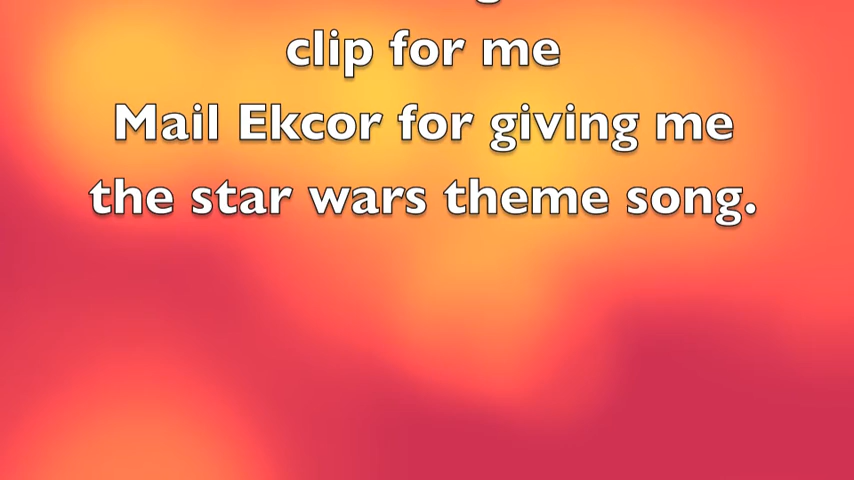 clip for me
Mail Ekcor for giving me
the star wars theme song.